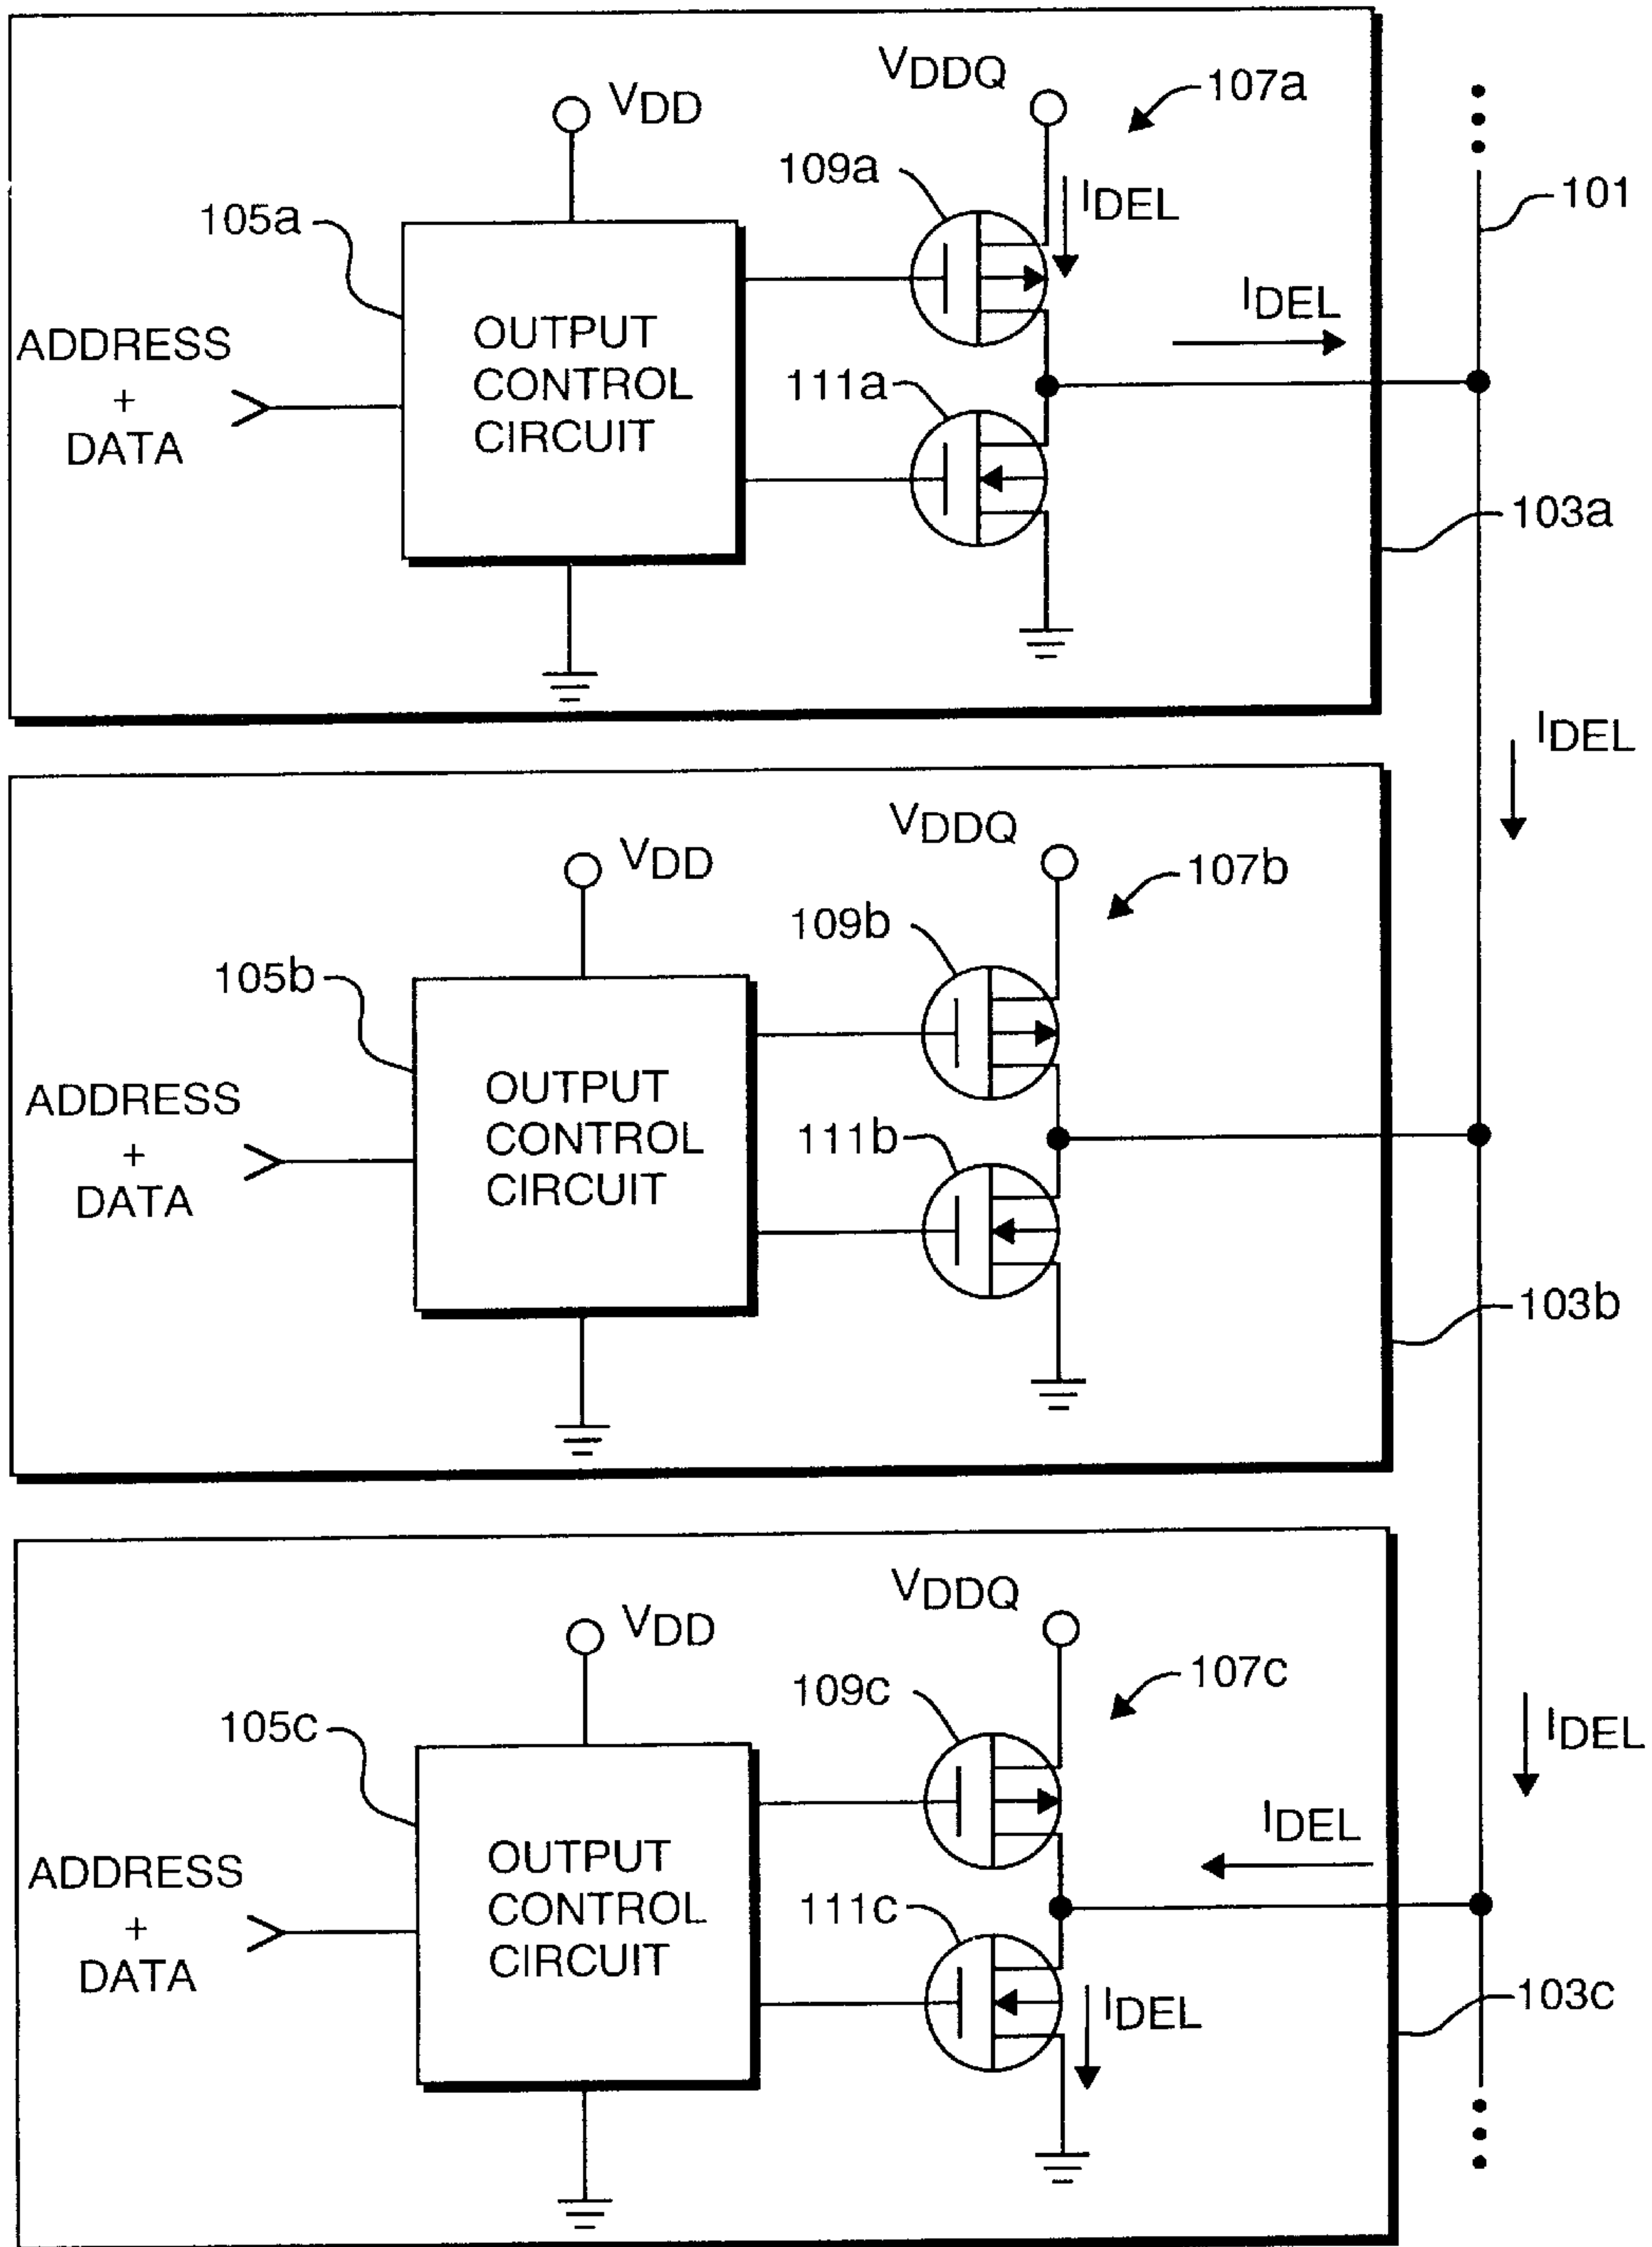 VDDQ
107a
VDD
109a
IDEL
101
105a
IDEL
ADDRESS
+
DATA
OUTPUT
CONTROL
CIRCUIT
111a
103a
IDEL
VDDQ
VDD
107b
109b
105b
ADDRESS
+
DATA
OUTPUT
CONTROL
CIRCUIT
111b
103b
VDDQ
VDD
107c
109c
105c
IDEL
IDEL
ADDRESS
+
DATA
OUTPUT
CONTROL
CIRCUIT
111c
IDEL
103c